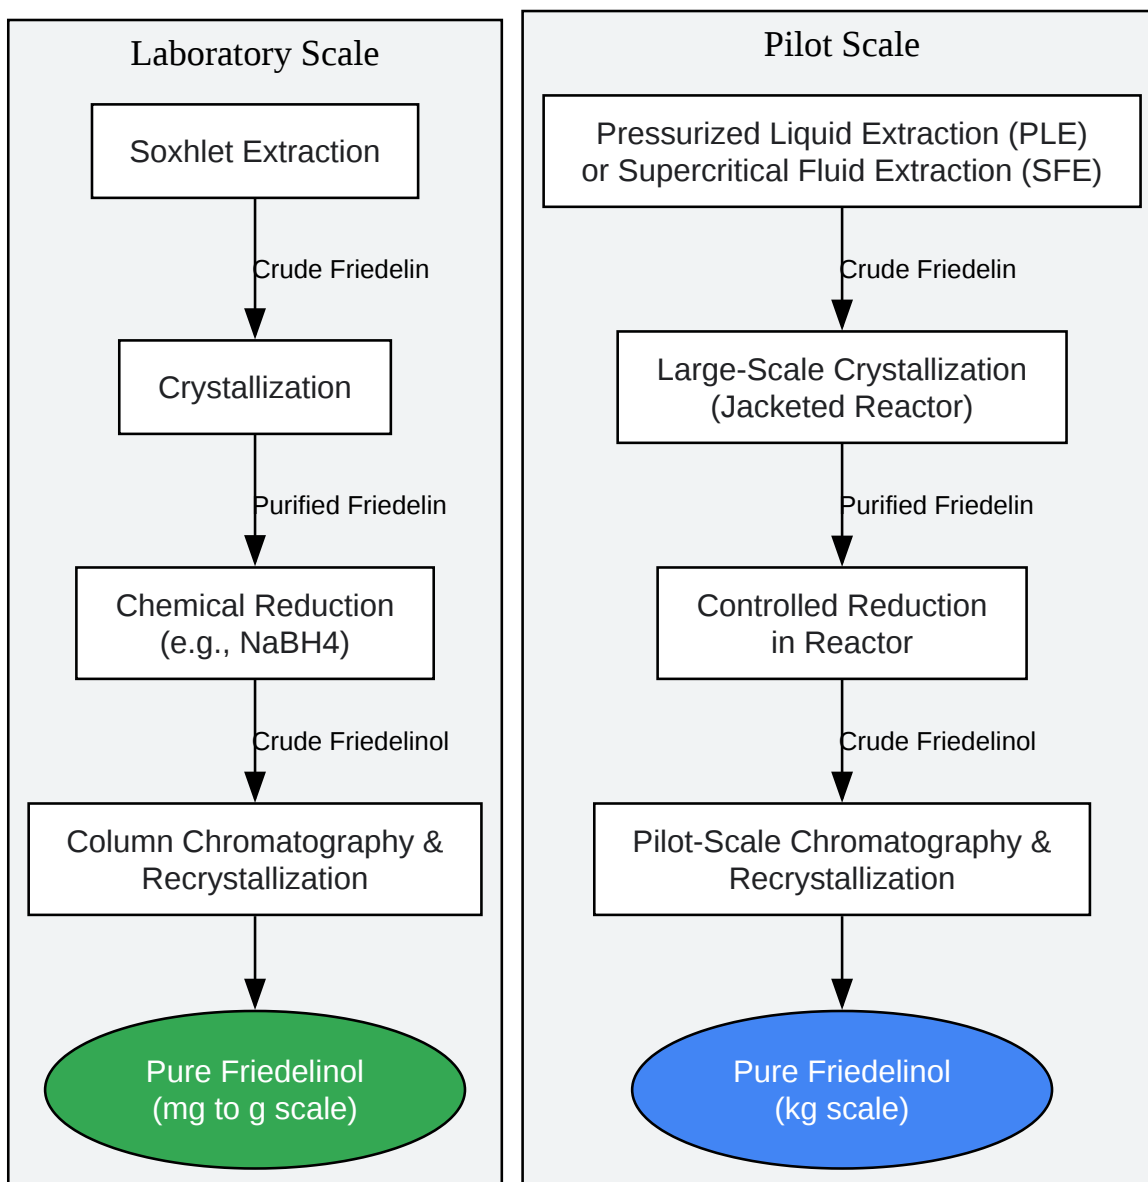 Laboratory Scale
Soxhlet Extraction
Crude Friedelin
Crystallization
Purified Friedelin
Chemical Reduction
(e.g., NaBH4)
Crude Friedelinol
Column Chromatography &
Recrystallization
Pure Friedelinol
(mg to g scale)
Pilot Scale
Pressurized Liquid Extraction (PLE)
or Supercritical Fluid Extraction (SFE)
Crude Friedelin
Large-Scale Crystallization
(Jacketed Reactor)
Purified Friedelin
Controlled Reduction
in Reactor
Crude Friedelinol
Pilot-Scale Chromatography &
Recrystallization
Pure Friedelinol
(kg scale)